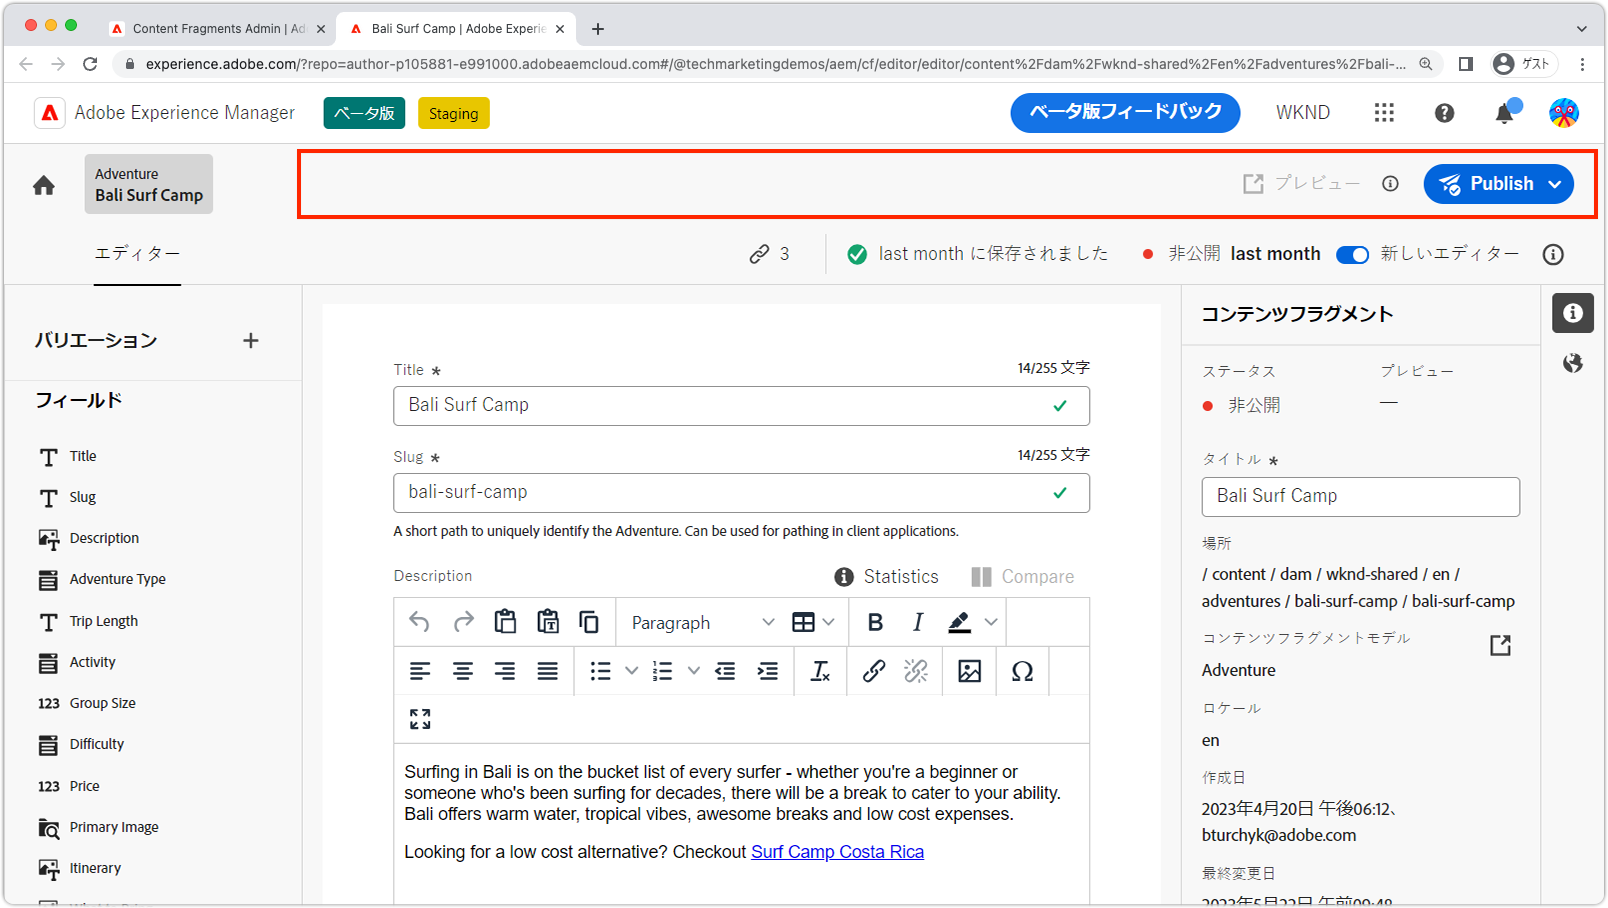 Content Fragments Admin | Ad
Bali Surf Camp | Adobe Experie
experience.adobe.com/?repo=author-p105881-e991000.adobeaemcloud.com#/@techmarketingdemos/aem/cf/editor/editor/content%2Fdam%2Fwknd-shared%2Fen%2Fadventures%2Fbali-...
ゲスト
Adobe Experience Manager
ベータ版
Staging
ベータ版フィードバック
WKND
Adventure
Bali Surf Camp
プレビュー
Publish
エディター
3
last month に保存されました
非公開 last month
新しいエディター
バリエーション
フィールド
Title
Slug
Description
Adventure Type
Trip Length
Activity
123 Group Size
Difficulty
123 Price
Primary Image
Itinerary
Title *
14/255 文字
Bali Surf Camp
Slug *
14/255 文字
bali-surf-camp
A short path to uniquely identify the Adventure. Can be used for pathing in client applications.
Description
Statistics
Compare
Paragraph
B I
Ω
Surfing in Bali is on the bucket list of every surfer - whether you're a beginner or
someone who's been surfing for decades, there will be a break to cater to your ability.
Bali offers warm water, tropical vibes, awesome breaks and low cost expenses.
Looking for a low cost alternative? Checkout Surf Camp Costa Rica
コンテンツフラグメント
ステータス
プレビュー
非公開
—
タイトル *
Bali Surf Camp
場所
/ content / dam / wknd-shared / en /
adventures / bali-surf-camp / bali-surf-camp
コンテンツフラグメントモデル
Adventure
ロケール
en
作成日
2023年4月20日 午後06:12、
bturchyk@adobe.com
最終変更日
2023年5月22日 午前09:48